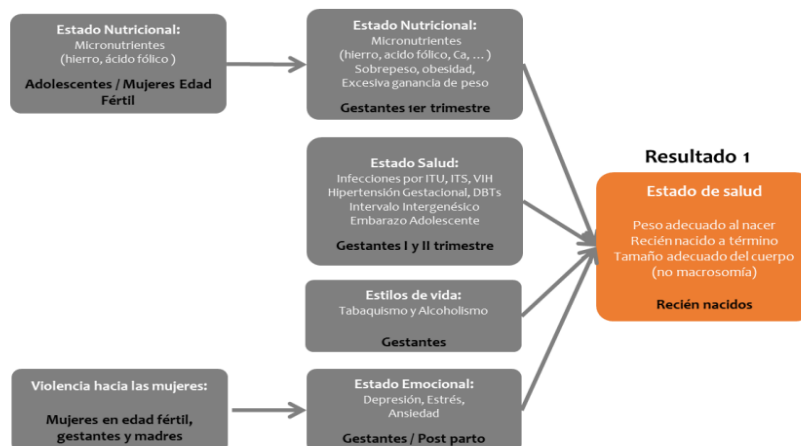 Estado Nutricional:
Micronutrientes
(hierro, ácido fólico )
Adolescentes / Mujeres Edad
Fértil
Estado Nutricional:
Micronutrientes
(hierro, acido fólico, Ca, ... )
Sobrepeso, obesidad,
Excesiva ganancia de peso
Gestantes 1er trimestre
Estado Salud:
Infecciones por ITU, ITS, VIH
Hipertensión Gestacional, DBTs
Intervalo Intergenésico
Embarazo Adolescente
Gestantes I y II trimestre
Estilos de vida:
Tabaquismo y Alcoholismo
Gestantes
Violencia hacia las mujeres:
Mujeres en edad fértil,
gestantes y madres
Estado Emocional:
Depresión, Estrés,
Ansiedad
Gestantes / Post parto
Resultado 1
Estado de salud
Peso adecuado al nacer
Recién nacido a término
Tamaño adecuado del cuerpo
(no macrosomía)
Recién nacidos